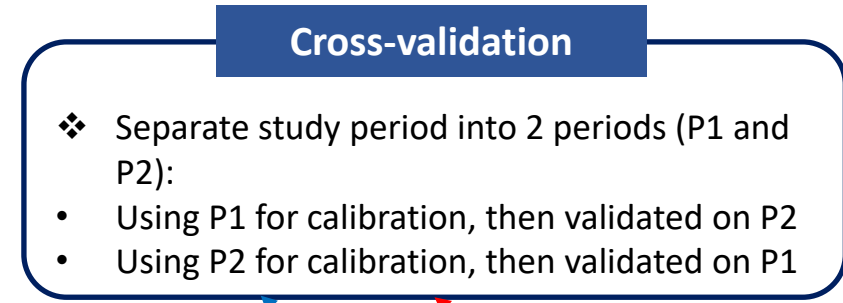 Cross-validation
❖ Separate study period into 2 periods (P1 and
P2):
• Using P1 for calibration, then validated on P2
• Using P2 for calibration, then validated on P1